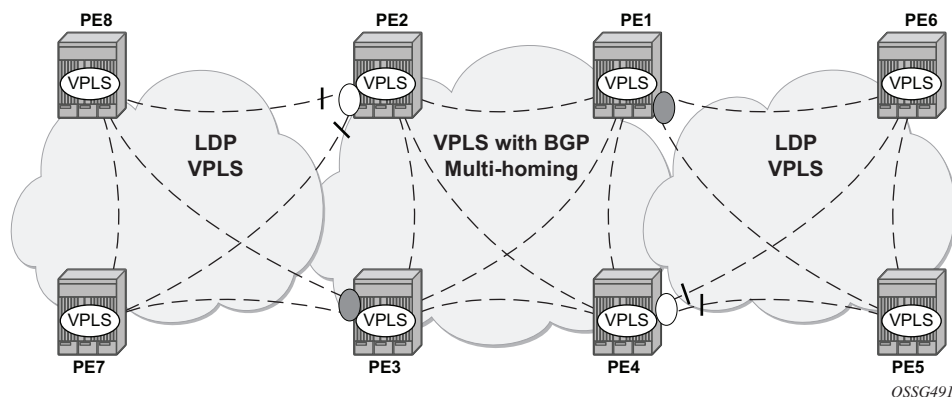 PE8
PE2
PE1
PE6
VPLS
VPLS
VPLS
VPLS
LDP
VPLS
VPLS with BGP
Multi-homing
LDP
VPLS
VPLS
VPLS
VPLS
VPLS
PE7
PE3
PE4
PE5
OSSG491